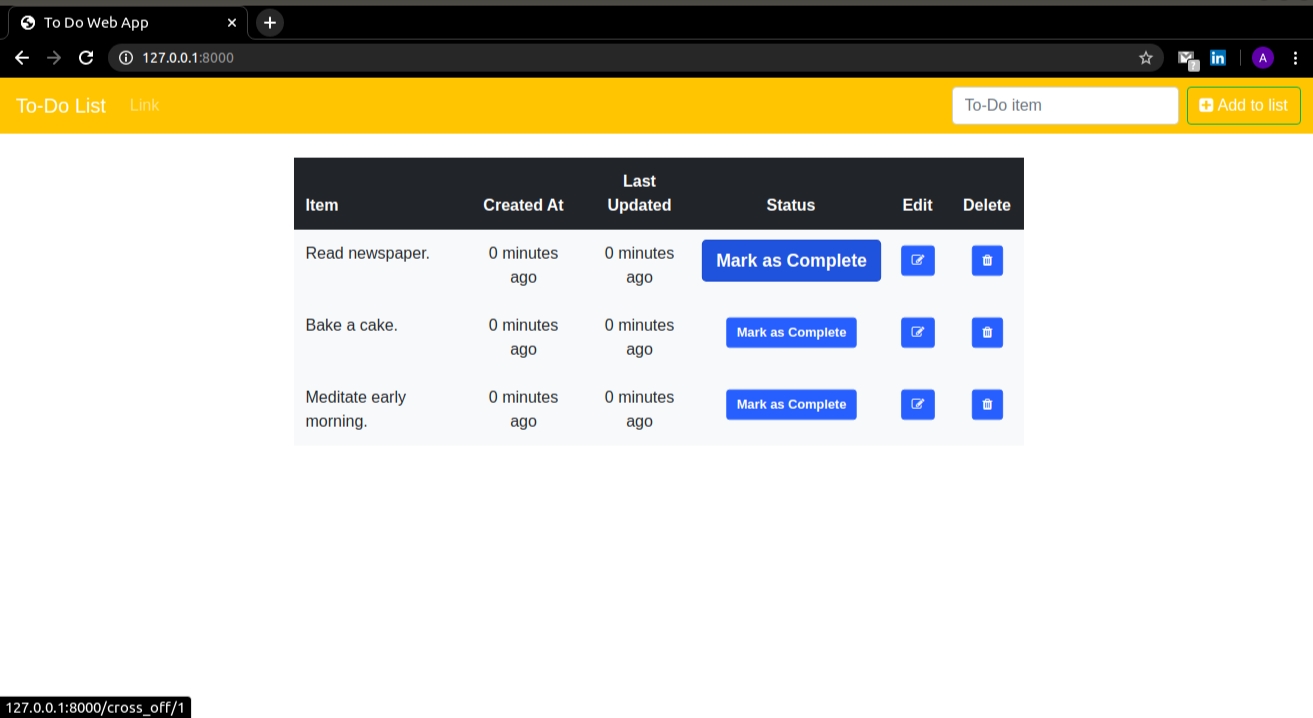 To Do Web App
127.0.0.1:8000
?
in
A
To-Do List Link
To-Do item
Add to list
Item Created At Last Updated Status Edit Delete
Read newspaper. 0 minutes ago 0 minutes ago Mark as Complete
Bake a cake. 0 minutes ago 0 minutes ago Mark as Complete
Meditate early morning. 0 minutes ago 0 minutes ago Mark as Complete
127.0.0.1:8000/cross_off/1